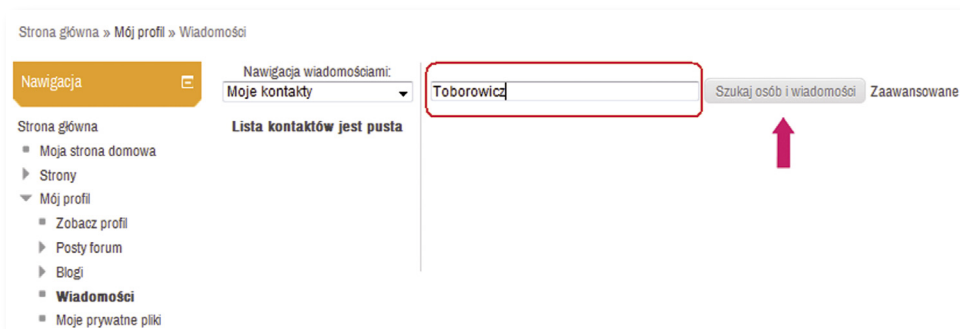 Strona główna » Mój profil » Wiadomości
Nawigacja
Nawigacja wiadomościami:
Moje kontakty
Toborowicz
Szukaj osób i wiadomości
Zaawansowane
Strona główna
Lista kontaktów jest pusta
Moja strona domowa
Strony
Mój profil
Zobacz profil
Posty forum
Blogi
Wiadomości
Moje prywatne pliki